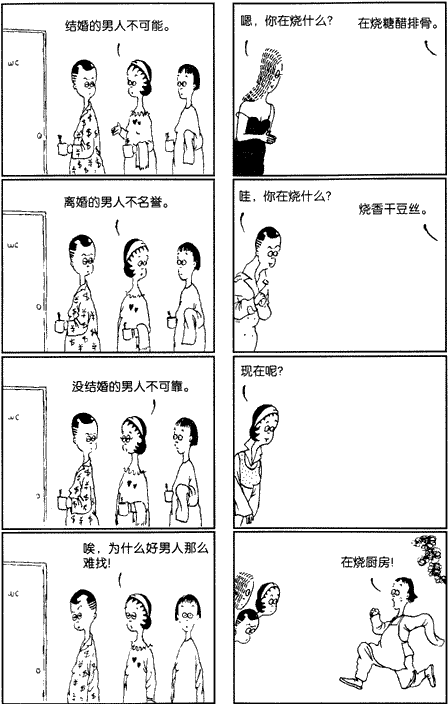 结婚的男人不可能。
WC
离婚的男人不名誉。
WC
没结婚的男人不可靠。
WC
唉，为什么好男人那么
难找!
WC
嗯，你在烧什么?
在烧糖醋排骨。
哇，你在烧什么?
烧香干豆丝。
现在呢?
在烧厨房!